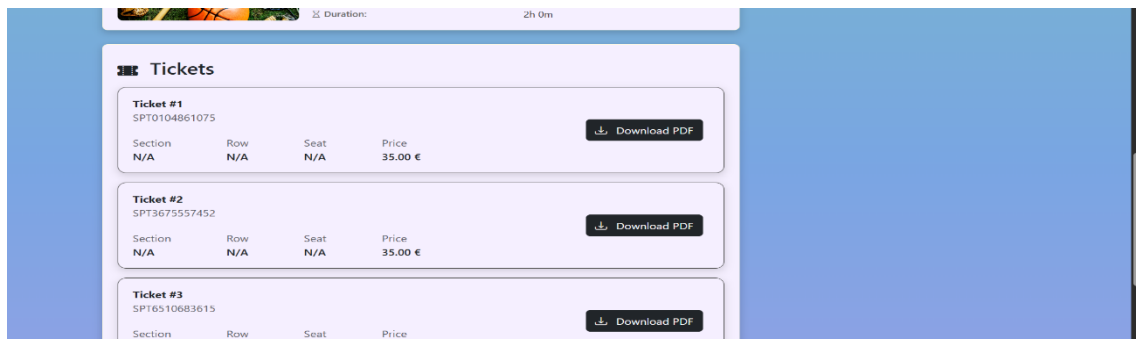 Duration: 2h 0m
Tickets
Ticket #1
SPT0104861075
Download PDF
Section Row Seat Price
N/A N/A N/A 35.00 €
Ticket #2
SPT3675557452
Download PDF
Section Row Seat Price
N/A N/A N/A 35.00 €
Ticket #3
SPT6510683615
Download PDF
Section Row Seat Price